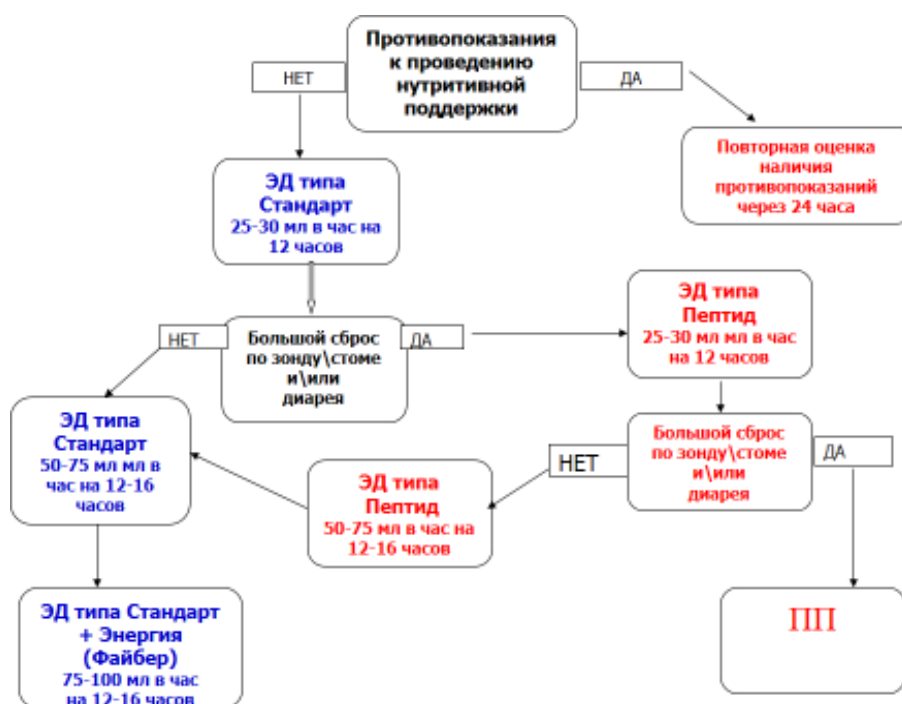 Противопоказания
к проведению
нутритивной
поддержки
НЕТ
ДА
Повторная оценка
наличия
противопоказаний
через 24 часа
ЭД типа
Стандарт
25-30 мл в час на
12 часов
НЕТ
Большой сброс
по зонду\стоме
и\или
диарея
ДА
ЭД типа
Пептид
25-30 мл мл в час
на 12 часов
ЭД типа
Стандарт
50-75 мл мл в
час на 12-16
часов
ЭД типа
Пептид
50-75 мл в час на
12-16 часов
НЕТ
Большой сброс
по зонду\стоме
и\или
диарея
ДА
ЭД типа Стандарт
+ Энергия
(Файбер)
75-100 мл в час
на 12-16 часов
ПП